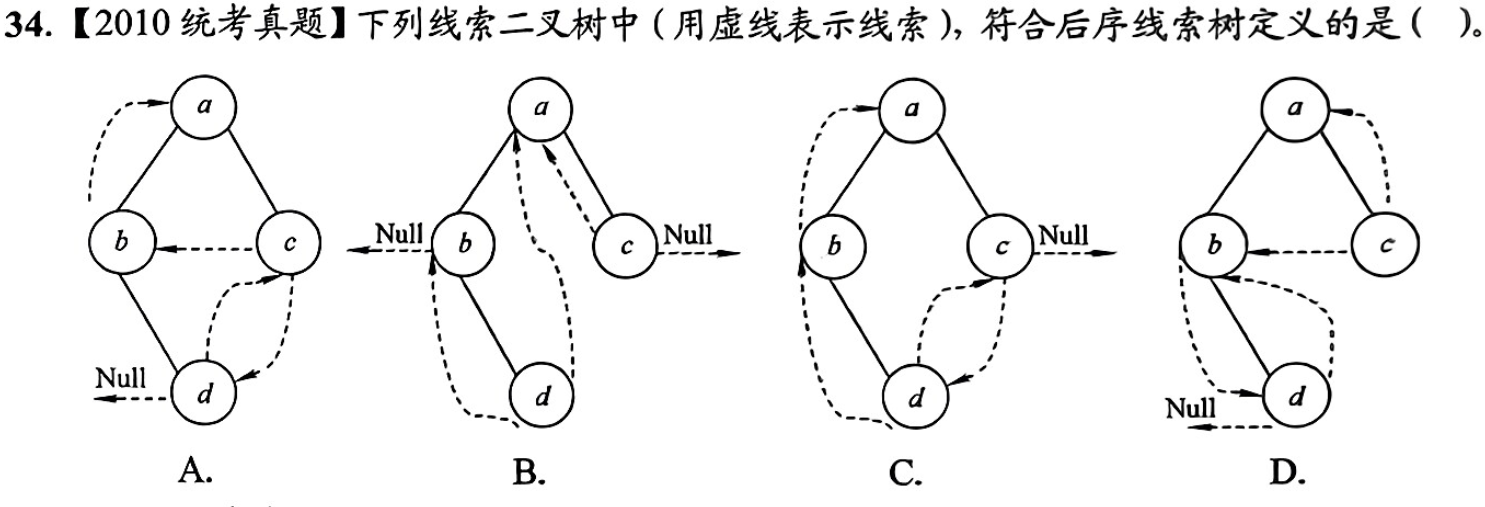 34.【2010 统考真题】下列线索二叉树中 ( 用虚线表示线索 ), 符合后序线索树定义的是 (  )。
a a a a
b c Null b c Null b c Null b c
Null d d d Null d
A. B. C. D.